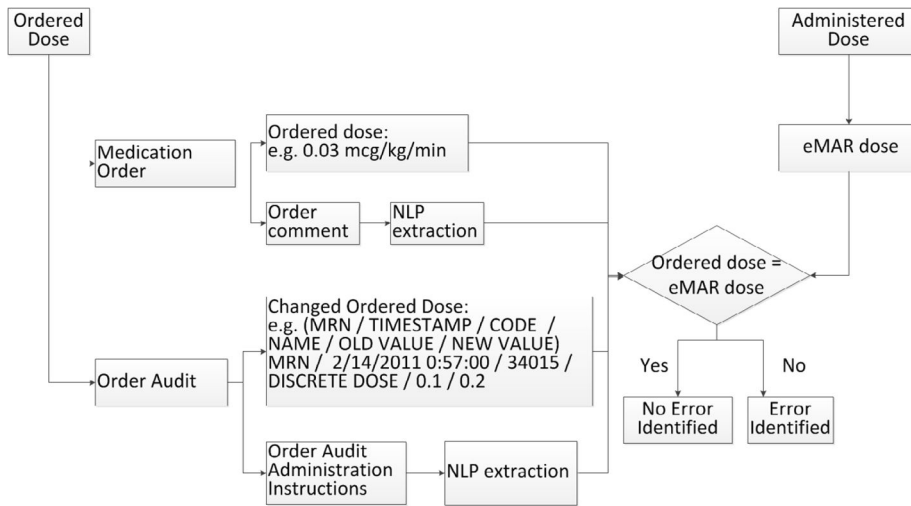 Ordered
Dose
Administered
Dose
Medication
Order
Ordered dose:
e.g. 0.03 mcg/kg/min
eMAR dose
Order
comment
NLP
extraction
Ordered dose =
eMAR dose
Changed Ordered Dose:
e.g. (MRN / TIMESTAMP / CODE /
NAME / OLD VALUE / NEW VALUE)
MRN / 2/14/2011 0:57:00 / 34015 /
DISCRETE DOSE / 0.1 / 0.2
Order Audit
Yes
No
No Error
Identified
Error
Identified
Order Audit
Administration
Instructions
NLP extraction